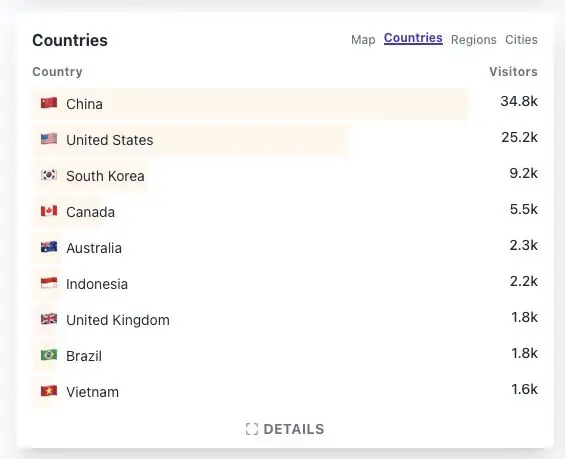 Countries Map Countries Regions Cities
Country Visitors
China 34.8k
United States 25.2k
South Korea 9.2k
Canada 5.5k
Australia 2.3k
Indonesia 2.2k
United Kingdom 1.8k
Brazil 1.8k
Vietnam 1.6k
DETAILS